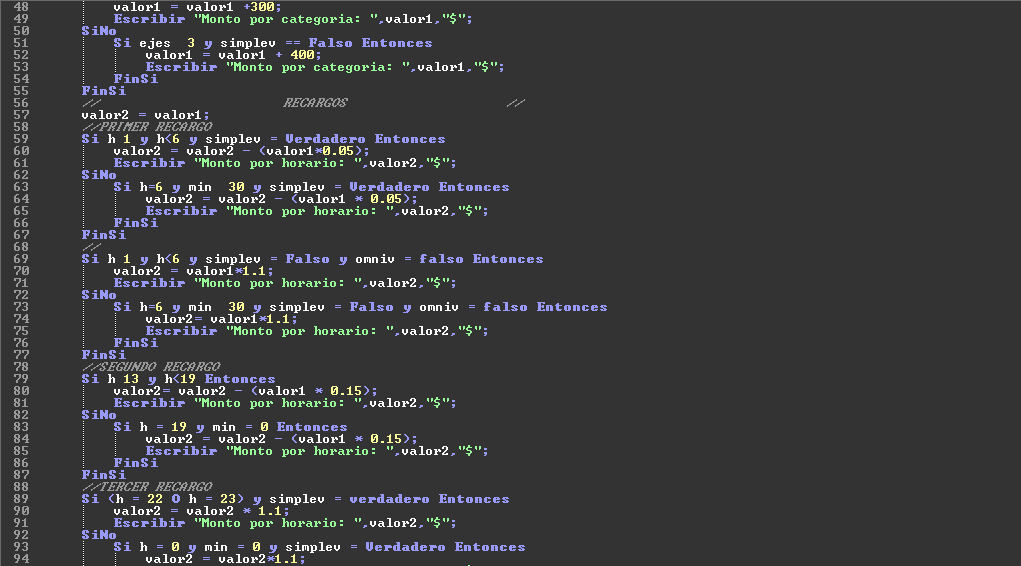 48 valor1 = valor1 +300;
49 Escribir "Monto por categoria: ",valor1,"$";
50 SiNo
51 Si ejes 3 y simplev == Falso Entonces
52 valor1 = valor1 + 400;
53 Escribir "Monto por categoria: ",valor1,"$";
54 FinSi
55 FinSi
56 // RECARGOS //
57 valor2 = valor1;
58 //PRIMER RECARGO
59 Si h 1 y h<6 y simplev = Verdadero Entonces
60 valor2 = valor2 - (valor1*0.05);
61 Escribir "Monto por horario: ",valor2,"$";
62 SiNo
63 Si h=6 y min 30 y simplev = Verdadero Entonces
64 valor2 = valor2 - (valor1 * 0.05);
65 Escribir "Monto por horario: ",valor2,"$";
66 FinSi
67 FinSi
68 //
69 Si h 1 y h<6 y simplev = Falso y omniv = falso Entonces
70 valor2 = valor1*1.1;
71 Escribir "Monto por horario: ",valor2,"$";
72 SiNo
73 Si h=6 y min 30 y simplev = Falso y omniv = falso Entonces
74 valor2= valor1*1.1;
75 Escribir "Monto por horario: ",valor2,"$";
76 FinSi
77 FinSi
78 //SEGUNDO RECARGO
79 Si h 13 y h<19 Entonces
80 valor2= valor2 - (valor1 * 0.15);
81 Escribir "Monto por horario: ",valor2,"$";
82 SiNo
83 Si h = 19 y min = 0 Entonces
84 valor2 = valor2 - (valor1 * 0.15);
85 Escribir "Monto por horario: ",valor2,"$";
86 FinSi
87 FinSi
88 //TERCER RECARGO
89 Si (h = 22 O h = 23) y simplev = verdadero Entonces
90 valor2 = valor2 * 1.1;
91 Escribir "Monto por horario: ",valor2,"$";
92 SiNo
93 Si h = 0 y min = 0 y simplev = Verdadero Entonces
94 valor2 = valor2*1.1;